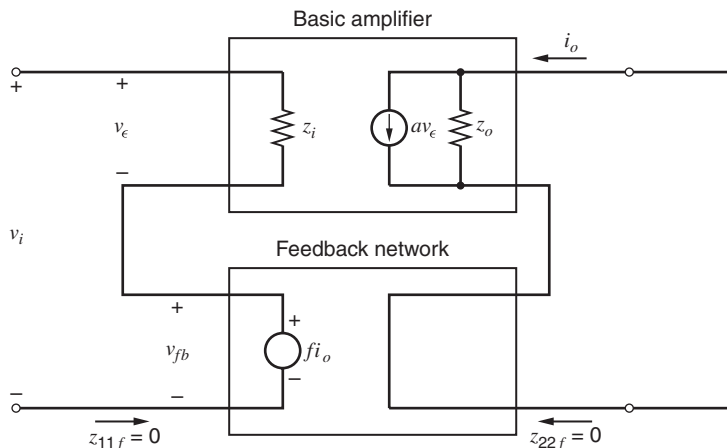 Basic amplifier
i_o
+
+
v_ϵ
z_i
av_ϵ
z_o
−
v_i
Feedback network
+
+
v_fb
fi_o
−
−
−
z_11f = 0
z_22f = 0